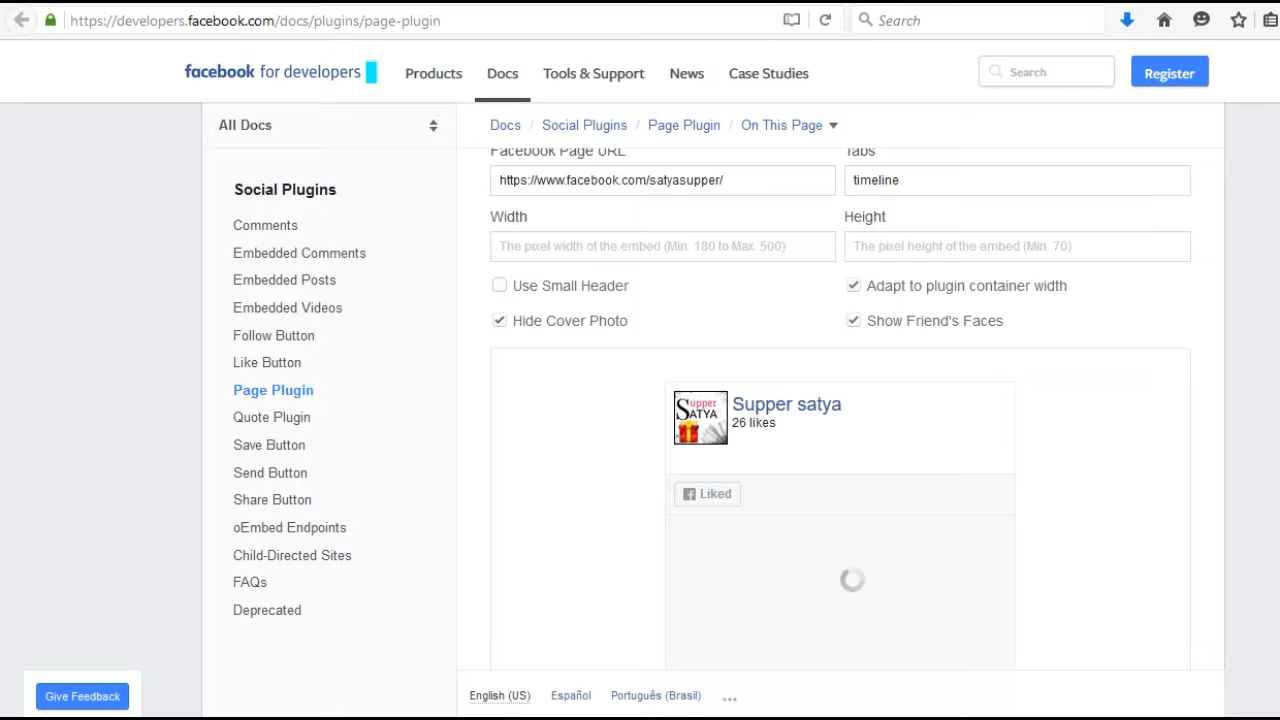 https://developers.facebook.com/docs/plugins/page-plugin
Search
facebook for developers
Products
Docs
Tools & Support
News
Case Studies
Search
Register
All Docs
Docs / Social Plugins / Page Plugin / On This Page
Social Plugins
Comments
Embedded Comments
Embedded Posts
Embedded Videos
Follow Button
Like Button
Page Plugin
Quote Plugin
Save Button
Send Button
Share Button
oEmbed Endpoints
Child-Directed Sites
FAQs
Deprecated
Facebook Page URL
Tabs
https://www.facebook.com/satyasupper/
timeline
Width
Height
The pixel width of the embed (Min. 180 to Max. 500)
The pixel height of the embed (Min. 70)
Use Small Header
Adapt to plugin container width
Hide Cover Photo
Show Friend's Faces
Supper
SATYA
Supper satya
26 likes
Liked
Give Feedback
English (US)
Español
Português (Brasil)
...